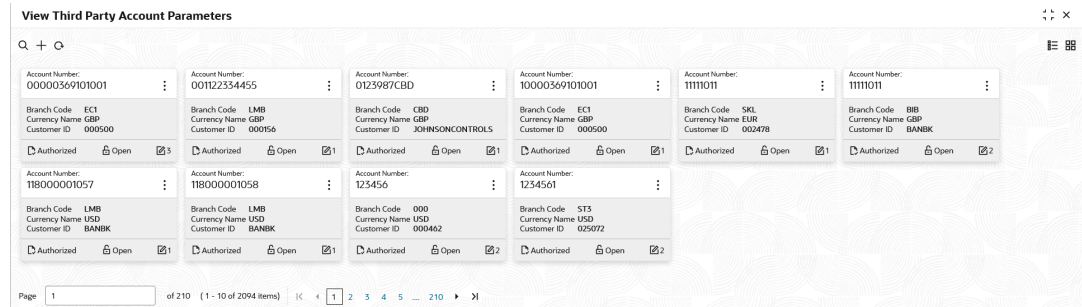 View Third Party Account Parameters
Account Number:
00000369101001
Branch Code EC1
Currency Name GBP
Customer ID 000500
Authorized Open 3
Account Number:
001122334455
Branch Code LMB
Currency Name GBP
Customer ID 000156
Authorized Open 1
Account Number:
0123987CBD
Branch Code CBD
Currency Name GBP
Customer ID JOHNSONCONTROLS
Authorized Open 1
Account Number:
10000369101001
Branch Code EC1
Currency Name GBP
Customer ID 000500
Authorized Open 1
Account Number:
11111011
Branch Code SKL
Currency Name EUR
Customer ID 002478
Authorized Open 1
Account Number:
11111011
Branch Code BIB
Currency Name GBP
Customer ID BANBK
Authorized Open 2
Account Number:
118000001057
Branch Code LMB
Currency Name USD
Customer ID BANBK
Authorized Open 1
Account Number:
118000001058
Branch Code LMB
Currency Name USD
Customer ID BANBK
Authorized Open 1
Account Number:
123456
Branch Code 000
Currency Name USD
Customer ID 000462
Authorized Open 2
Account Number:
1234561
Branch Code ST3
Currency Name USD
Customer ID 025072
Authorized Open 2
Page 1 of 210 (1 - 10 of 2094 items) 1 2 3 4 5 ... 210